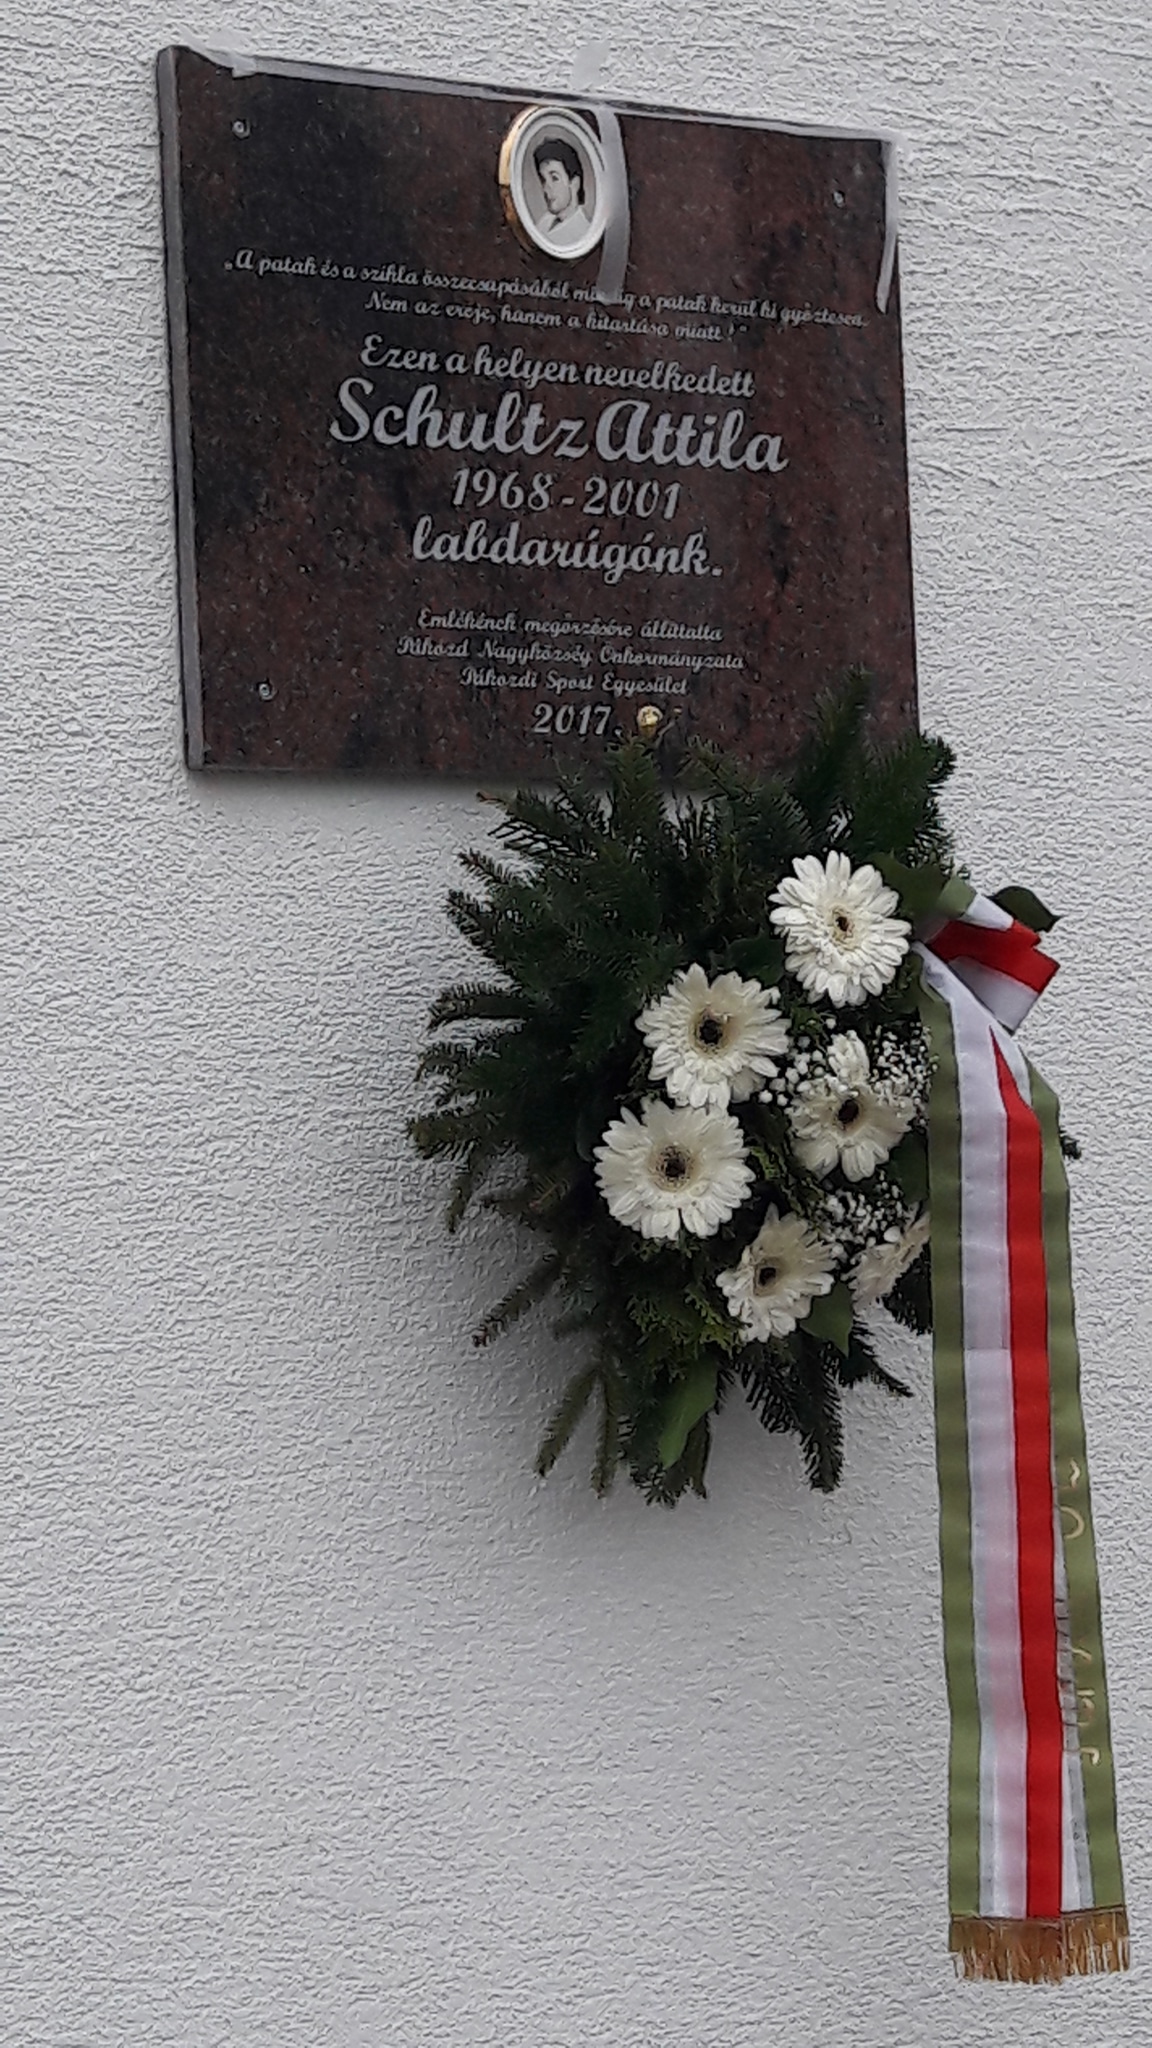 „A patak és a szikla összecsapásából mindig a patak kerül ki győztesen.
Nem az ereje, hanem a kitartása miatt!"
Ezen a helyen nevelkedett
Schultz Attila
1968-2001
labdarúgónk.
Emlékének megőrzésére állíttatta
Pákozd Nagyközség Önkormányzata
Pákozdi Sport Egyesület
2017.